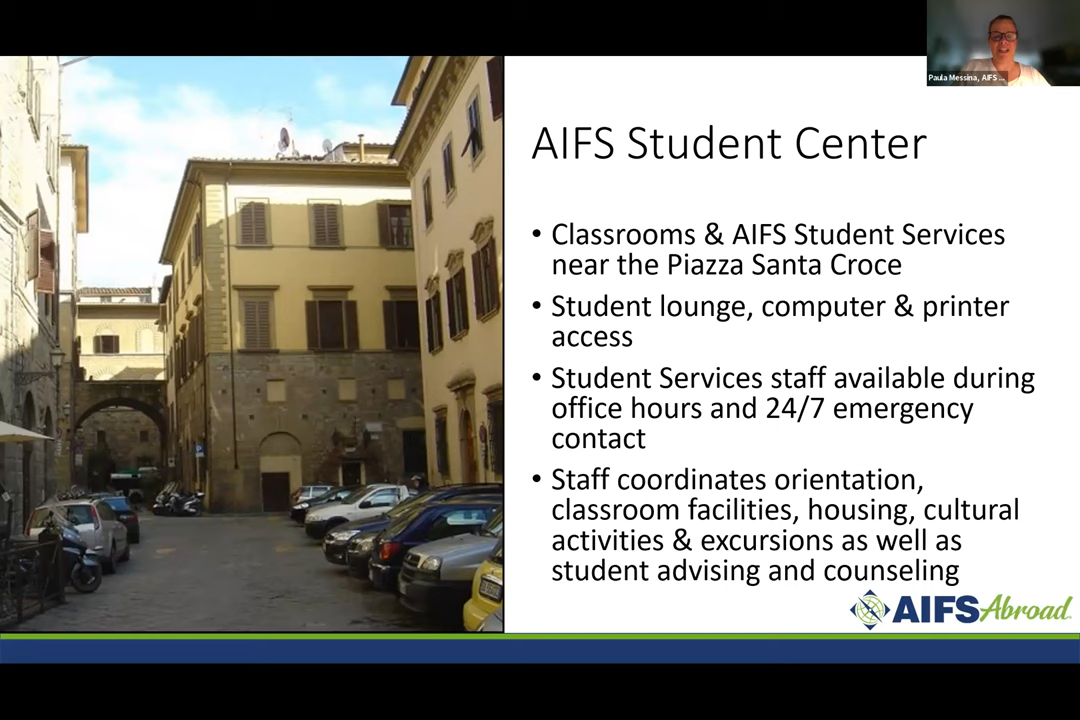 Paula Messina, AIFS ...
AIFS Student Center
• Classrooms & AIFS Student Services
near the Piazza Santa Croce
• Student lounge, computer & printer
access
• Student Services staff available during
office hours and 24/7 emergency
contact
• Staff coordinates orientation,
classroom facilities, housing, cultural
activities & excursions as well as
student advising and counseling
AIFS Abroad